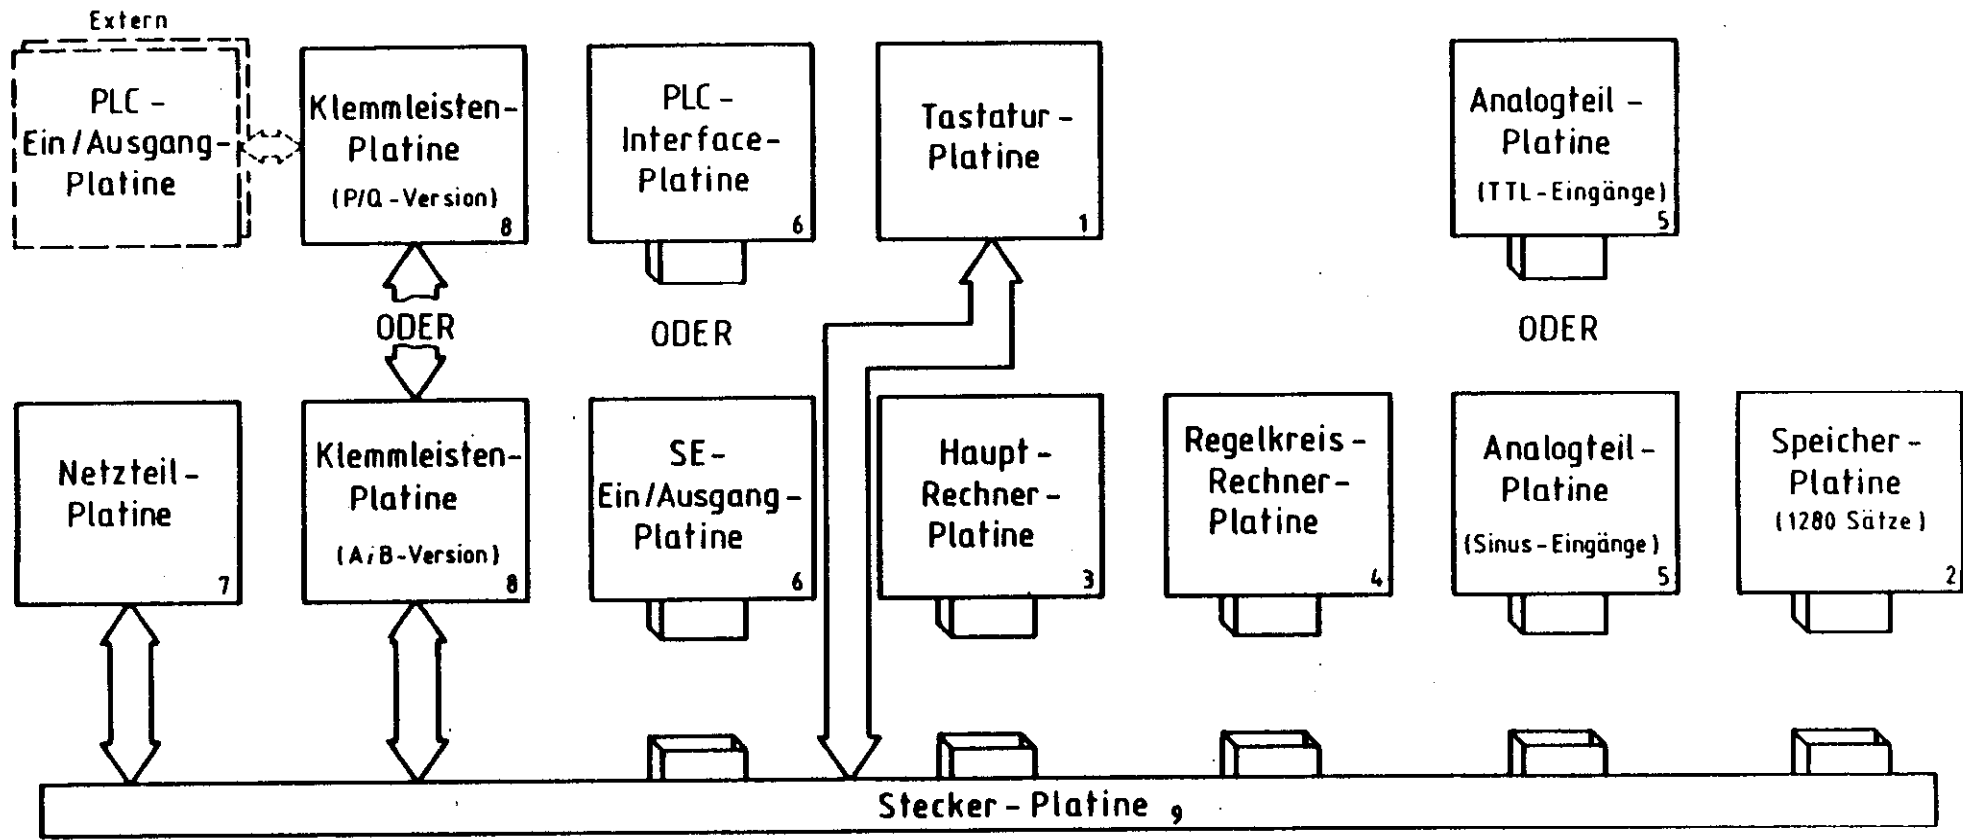 Extern
PLC -
Ein/Ausgang-
Platine
Klemmleisten-
Platine
(P/Q -Version)
8
PLC -
Interface-
Platine
6
Tastatur -
Platine
1
Analogteil -
Platine
(TTL - Eingänge)
5
ODER
ODER
ODER
Netzteil -
Platine
7
Klemmleisten-
Platine
(A/B-Version)
8
SE-
Ein/Ausgang-
Platine
6
Haupt -
Rechner-
Platine
3
Regelkreis -
Rechner-
Platine
4
Analogteil-
Platine
(Sinus-Eingänge)
5
Speicher-
Platine
(1280 Sätze)
2
Stecker-Platine 9